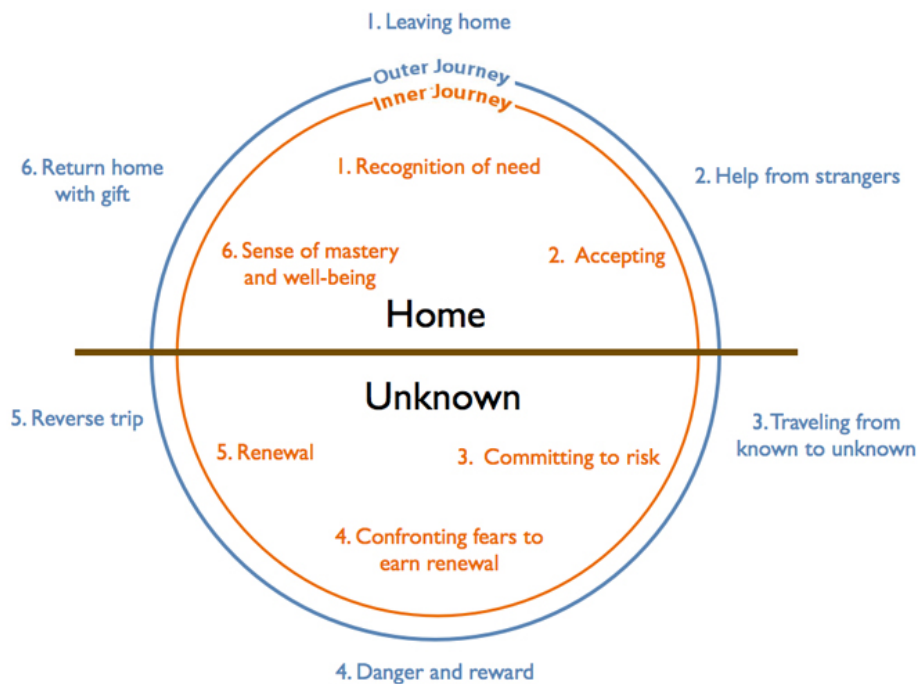 1. Leaving home
Outer Journey
Inner Journey
1. Recognition of need
6. Return home
with gift
2. Help from strangers
6. Sense of mastery
and well-being
2. Accepting
Home
Unknown
5. Reverse trip
3. Traveling from
known to unknown
5. Renewal
3. Committing to risk
4. Confronting fears to
earn renewal
4. Danger and reward